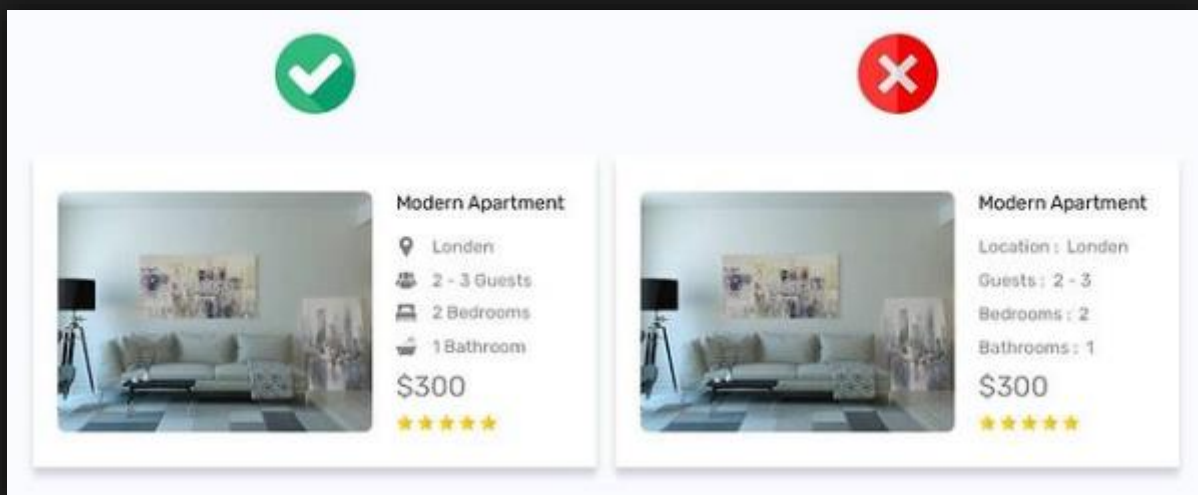 Modern Apartment
Londen
2 - 3 Guests
2 Bedrooms
1 Bathroom
$300
Modern Apartment
Location : Londen
Guests : 2 - 3
Bedrooms : 2
Bathrooms : 1
$300